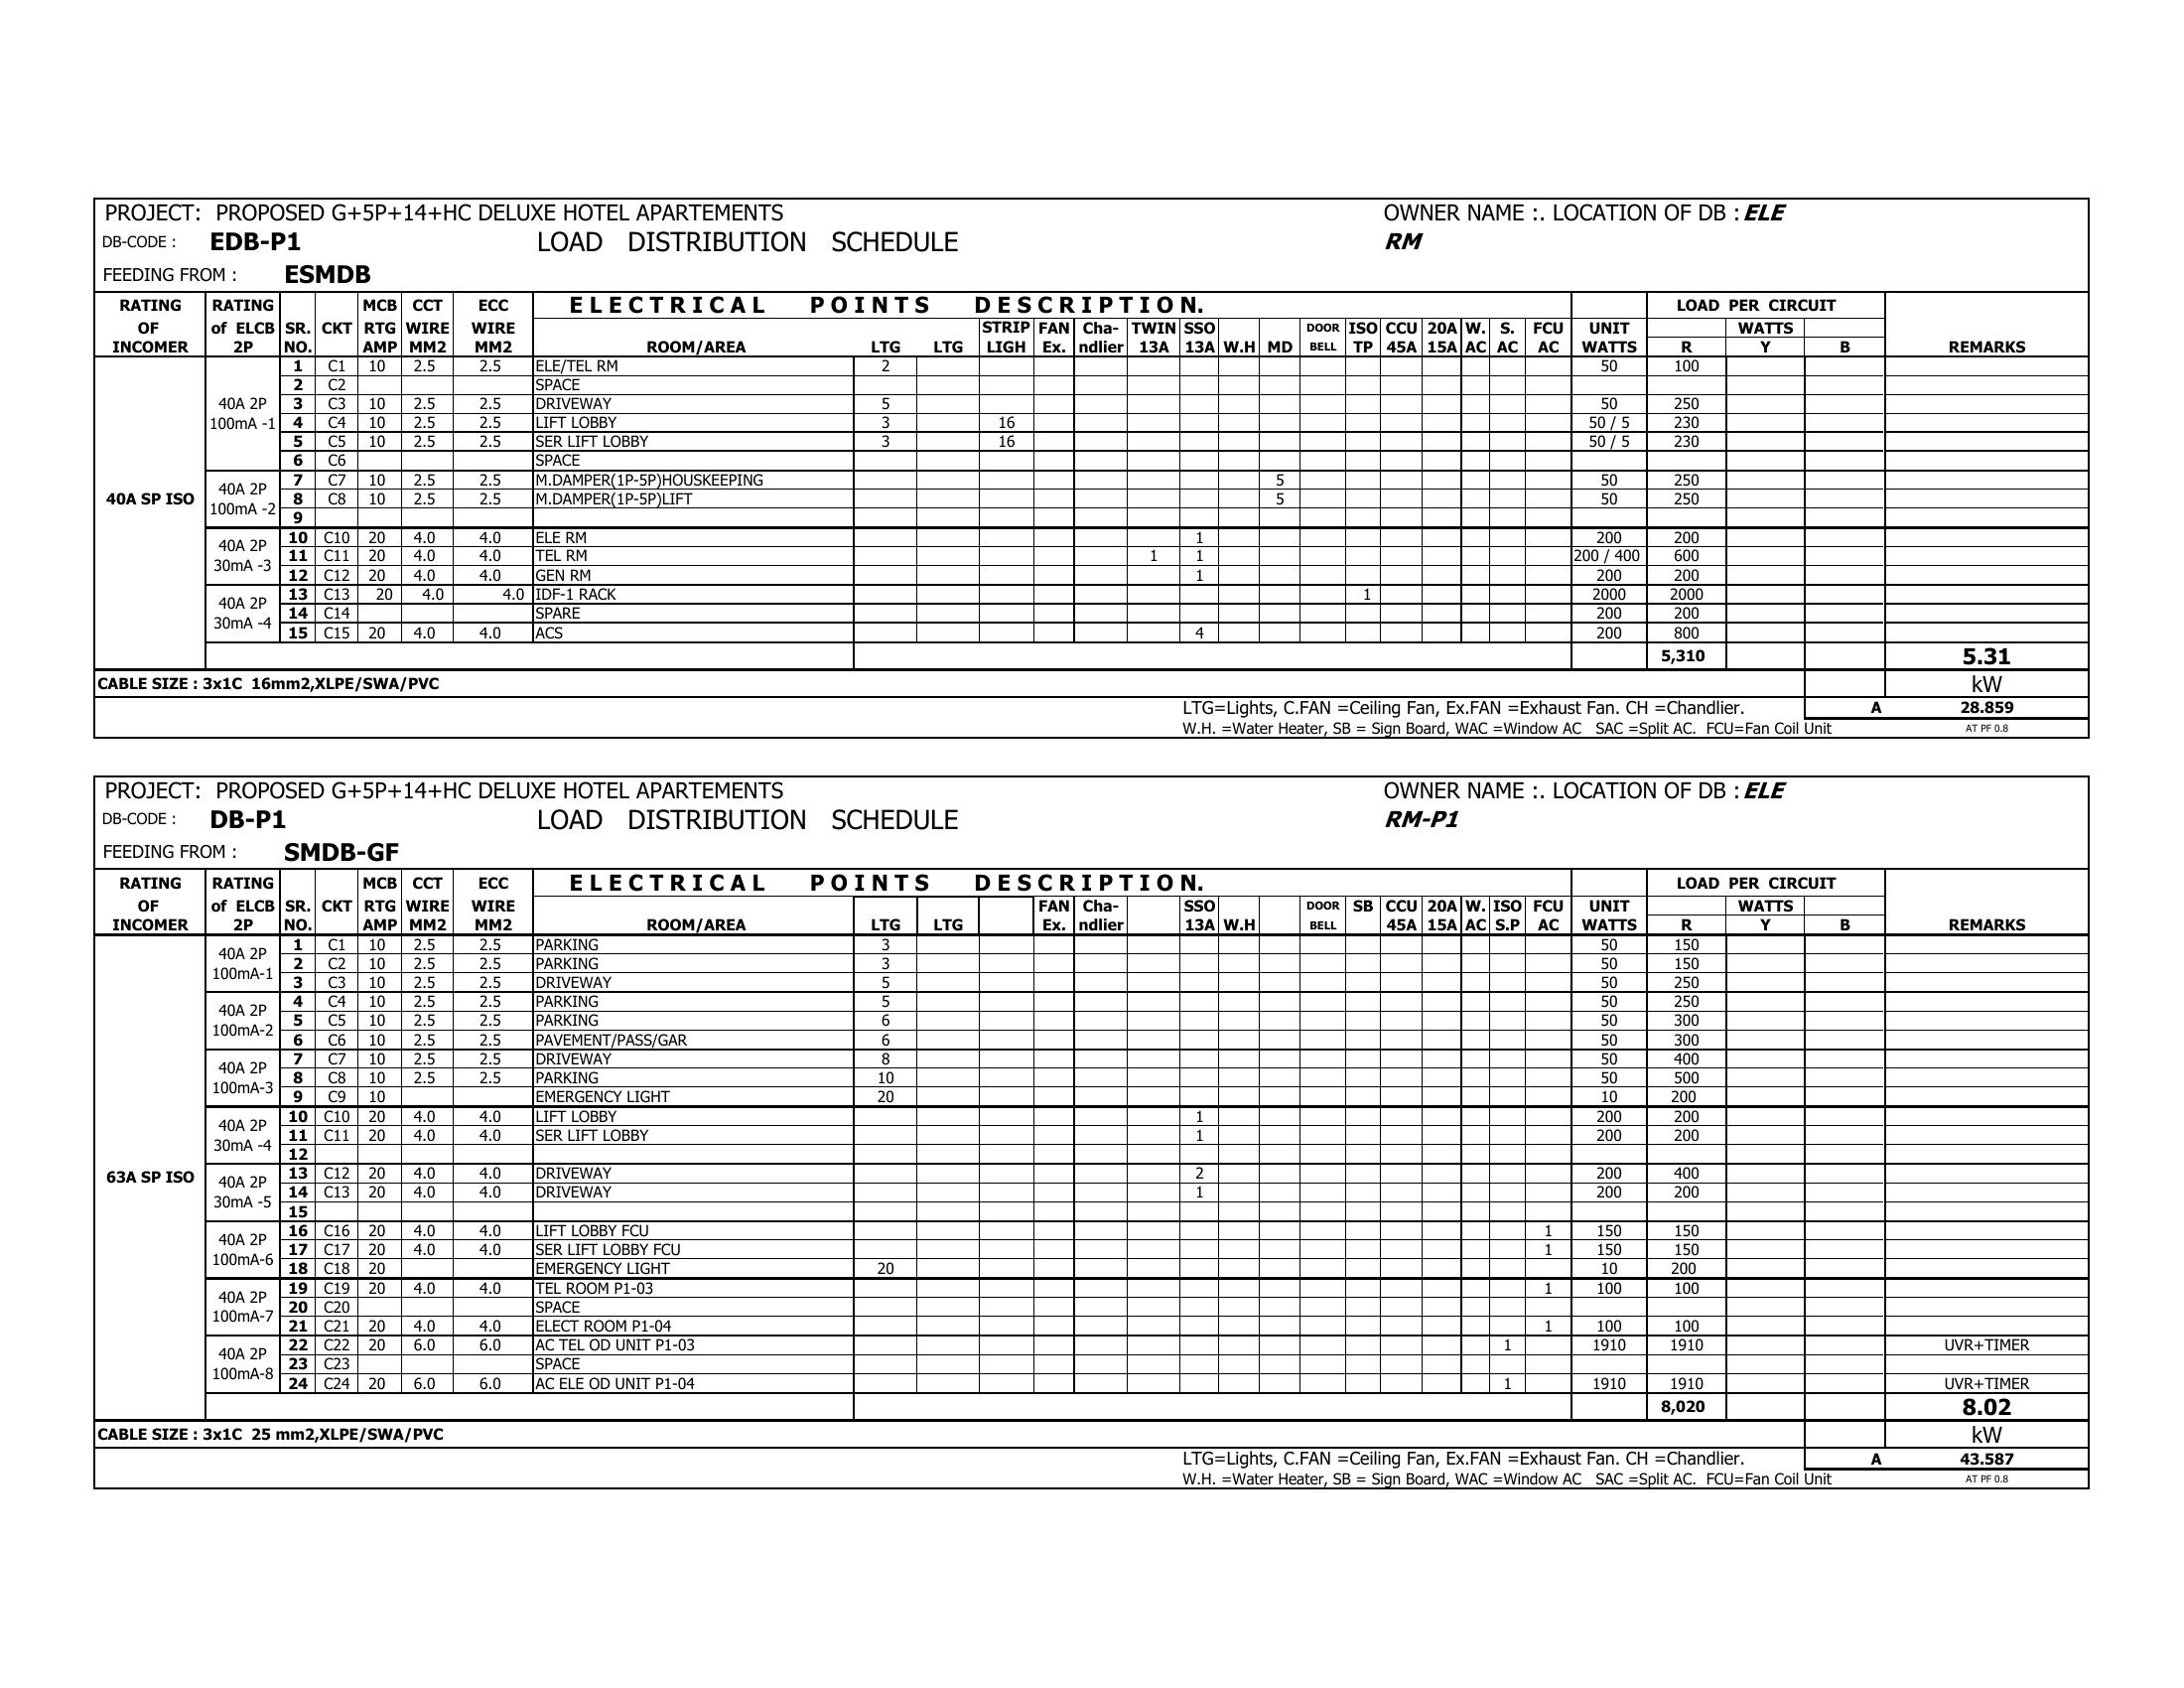 PROJECT: PROPOSED G+5P+14+HC DELUXE HOTEL APARTEMENTS OWNER NAME :. LOCATION OF DB : ELE
DB-CODE : EDB-P1 LOAD DISTRIBUTION SCHEDULE RM
FEEDING FROM : ESMDB
RATING RATING MCB CCT ECC ELECTRICAL POINTS DESCRIPTION. LOAD PER CIRCUIT
OF of ELCB SR. CKT RTG WIRE WIRE STRIP FAN Cha- TWIN SSO DOOR ISO CCU 20A W. S. FCU UNIT WATTS
INCOMER 2P NO. AMP MM2 MM2 ROOM/AREA LTG LTG LIGH Ex. ndlier 13A 13A W.H MD BELL TP 45A 15A AC AC AC WATTS R Y B REMARKS
1 C1 10 2.5 2.5 ELE/TEL RM 2 50 100
2 C2 SPACE
40A 2P 3 C3 10 2.5 2.5 DRIVEWAY 5 50 250
100mA -1 4 C4 10 2.5 2.5 LIFT LOBBY 3 16 50 / 5 230
5 C5 10 2.5 2.5 SER LIFT LOBBY 3 16 50 / 5 230
6 C6 SPACE
40A 2P 7 C7 10 2.5 2.5 M.DAMPER(1P-5P)HOUSKEEPING 5 50 250
40A SP ISO 100mA -2 8 C8 10 2.5 2.5 M.DAMPER(1P-5P)LIFT 5 50 250
9
40A 2P 10 C10 20 4.0 4.0 ELE RM 1 200 200
30mA -3 11 C11 20 4.0 4.0 TEL RM 1 1 200 / 400 600
12 C12 20 4.0 4.0 GEN RM 1 200 200
40A 2P 13 C13 20 4.0 4.0 IDF-1 RACK 1 2000 2000
30mA -4 14 C14 SPARE 200 200
15 C15 20 4.0 4.0 ACS 4 200 800
5,310 5.31
CABLE SIZE : 3x1C 16mm2,XLPE/SWA/PVC kW
LTG=Lights, C.FAN =Ceiling Fan, Ex.FAN =Exhaust Fan. CH =Chandlier. A 28.859
W.H. =Water Heater, SB = Sign Board, WAC =Window AC SAC =Split AC. FCU=Fan Coil Unit AT PF 0.8
PROJECT: PROPOSED G+5P+14+HC DELUXE HOTEL APARTEMENTS OWNER NAME :. LOCATION OF DB : ELE
DB-CODE : DB-P1 LOAD DISTRIBUTION SCHEDULE RM-P1
FEEDING FROM : SMDB-GF
RATING RATING MCB CCT ECC ELECTRICAL POINTS DESCRIPTION. LOAD PER CIRCUIT
OF of ELCB SR. CKT RTG WIRE WIRE FAN Cha- SSO DOOR SB CCU 20A W. ISO FCU UNIT WATTS
INCOMER 2P NO. AMP MM2 MM2 ROOM/AREA LTG LTG Ex. ndlier 13A W.H BELL 45A 15A AC S.P AC WATTS R Y B REMARKS
40A 2P 1 C1 10 2.5 2.5 PARKING 3 50 150
100mA-1 2 C2 10 2.5 2.5 PARKING 3 50 150
3 C3 10 2.5 2.5 DRIVEWAY 5 50 250
40A 2P 4 C4 10 2.5 2.5 PARKING 5 50 250
100mA-2 5 C5 10 2.5 2.5 PARKING 6 50 300
6 C6 10 2.5 2.5 PAVEMENT/PASS/GAR 6 50 300
40A 2P 7 C7 10 2.5 2.5 DRIVEWAY 8 50 400
100mA-3 8 C8 10 2.5 2.5 PARKING 10 50 500
9 C9 10 EMERGENCY LIGHT 20 10 200
40A 2P 10 C10 20 4.0 4.0 LIFT LOBBY 1 200 200
30mA -4 11 C11 20 4.0 4.0 SER LIFT LOBBY 1 200 200
12
63A SP ISO 40A 2P 13 C12 20 4.0 4.0 DRIVEWAY 2 200 400
30mA -5 14 C13 20 4.0 4.0 DRIVEWAY 1 200 200
15
40A 2P 16 C16 20 4.0 4.0 LIFT LOBBY FCU 1 150 150
100mA-6 17 C17 20 4.0 4.0 SER LIFT LOBBY FCU 1 150 150
18 C18 20 EMERGENCY LIGHT 20 10 200
40A 2P 19 C19 20 4.0 4.0 TEL ROOM P1-03 1 100 100
100mA-7 20 C20 SPACE
21 C21 20 4.0 4.0 ELECT ROOM P1-04 1 100 100
40A 2P 22 C22 20 6.0 6.0 AC TEL OD UNIT P1-03 1 1910 1910 UVR+TIMER
100mA-8 23 C23 SPACE
24 C24 20 6.0 6.0 AC ELE OD UNIT P1-04 1 1910 1910 UVR+TIMER
8,020 8.02
CABLE SIZE : 3x1C 25 mm2,XLPE/SWA/PVC kW
LTG=Lights, C.FAN =Ceiling Fan, Ex.FAN =Exhaust Fan. CH =Chandlier. A 43.587
W.H. =Water Heater, SB = Sign Board, WAC =Window AC SAC =Split AC. FCU=Fan Coil Unit AT PF 0.8